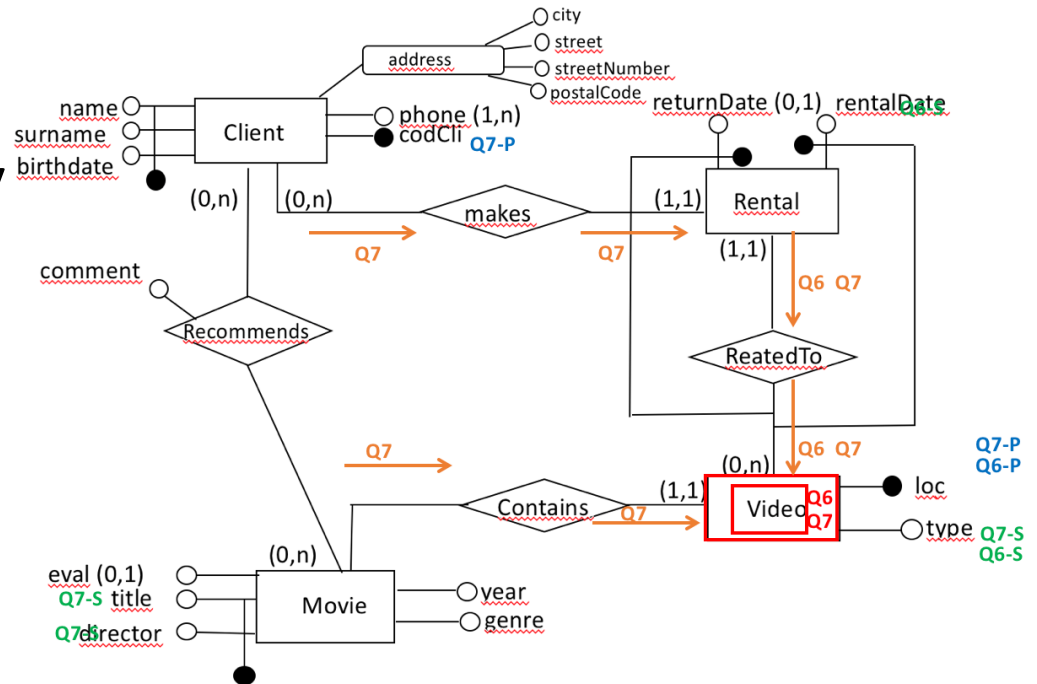 city
street
address
streetNumber
postalCode
name
surname
birthdate
Client
phone (1,n)
codCli
Q7-P
returnDate (0,1)
rentalDate
Q6-S
(0,n)
(0,n)
makes
(1,1)
Rental
Q7
Q7
(1,1)
Q6 Q7
comment
Recommends
ReatedTo
Q7
Q6 Q7
Q7-P
Q6-P
(0,n)
(1,1)
Contains
Q7
Video
Q6
Q7
loc
type
Q7-S
Q6-S
(0,n)
eval (0,1)
Q7-S title
Q7-S
director
Movie
year
genre